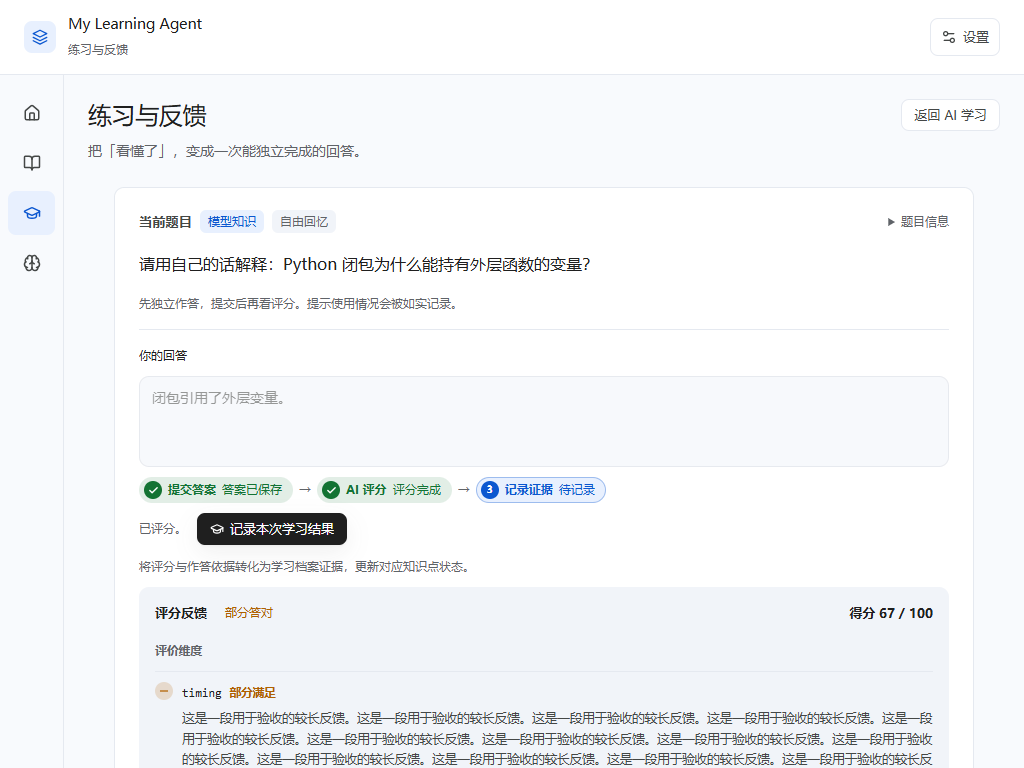 My Learning Agent
练习与反馈
设置
练习与反馈
返回 AI 学习
把「看懂了」，变成一次能独立完成的回答。
当前题目 模型知识 自由回忆 ▶ 题目信息
请用自己的话解释：Python 闭包为什么能持有外层函数的变量？
先独立作答，提交后再看评分。提示使用情况会被如实记录。
你的回答
闭包引用了外层变量。
提交答案 答案已保存 → AI 评分 评分完成 → 3 记录证据 待记录
已评分。 记录本次学习结果
将评分与作答依据转化为学习档案证据，更新对应知识点状态。
评分反馈 部分答对 得分 67 / 100
评价维度
timing 部分满足
这是一段用于验收的较长反馈。这是一段用于验收的较长反馈。这是一段用于验收的较长反馈。这是一段用于验收的较长反馈。这是一段
用于验收的较长反馈。这是一段用于验收的较长反馈。这是一段用于验收的较长反馈。这是一段用于验收的较长反馈。这是一段用于验收
的较长反馈。这是一段用于验收的较长反馈。这是一段用于验收的较长反馈。这是一段用于验收的较长反馈。这是一段用于验收的较长反